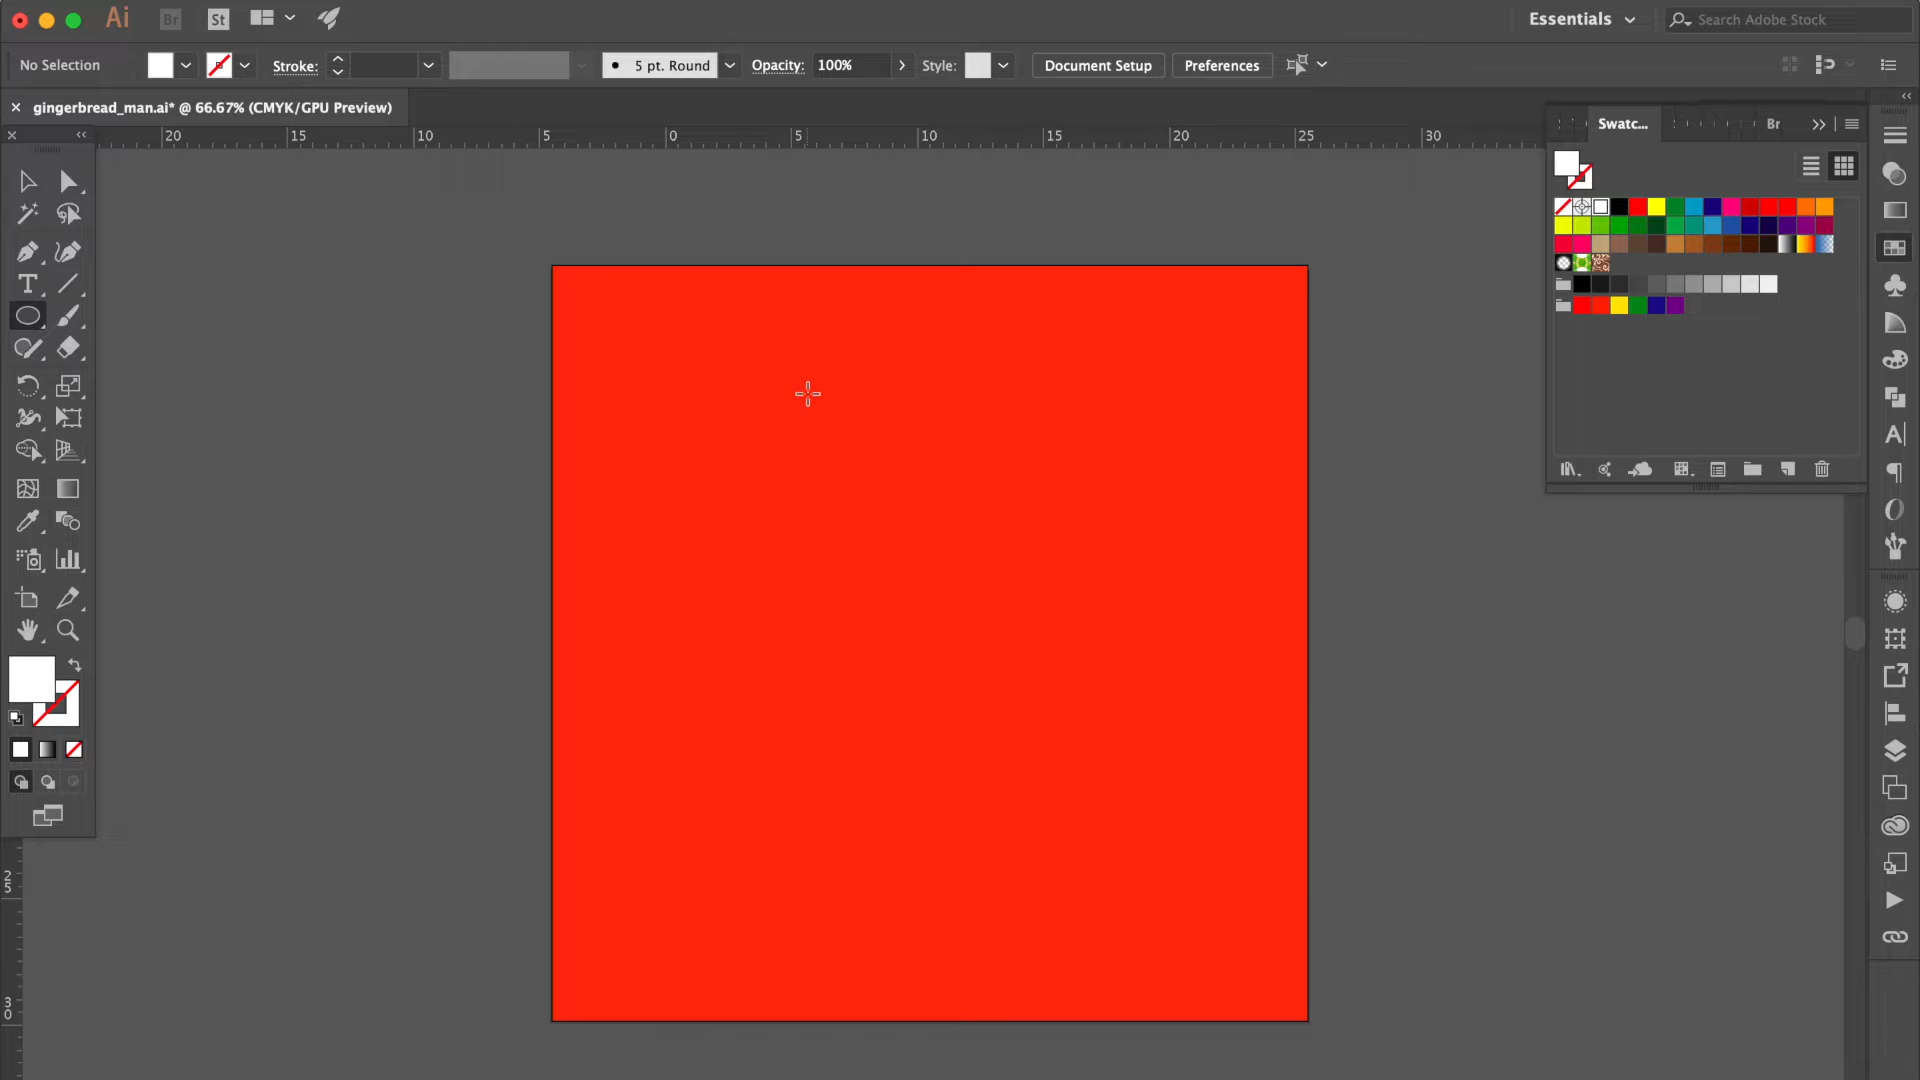 Ai Br St Essentials Search Adobe Stock
No Selection Stroke: 5 pt. Round Opacity: 100% Style: Document Setup Preferences
gingerbread_man.ai* @ 66.67% (CMYK/GPU Preview)
20 15 10 5 0 5 10 15 20 25 30
Swatc... Br
25
30